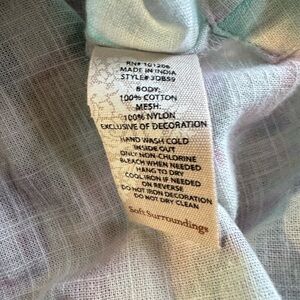 RN# 101206
MADE IN INDIA
STYLE# 3QB59
BODY:
100% COTTON
MESH:
100% NYLON
EXCLUSIVE OF DECORATION
HAND WASH COLD
INSIDE OUT
ONLY NON-CHLORINE
BLEACH WHEN NEEDED
HANG TO DRY
COOL IRON IF NEEDED
ON REVERSE
DO NOT IRON DECORATION
DO NOT DRY CLEAN
Soft Surroundings